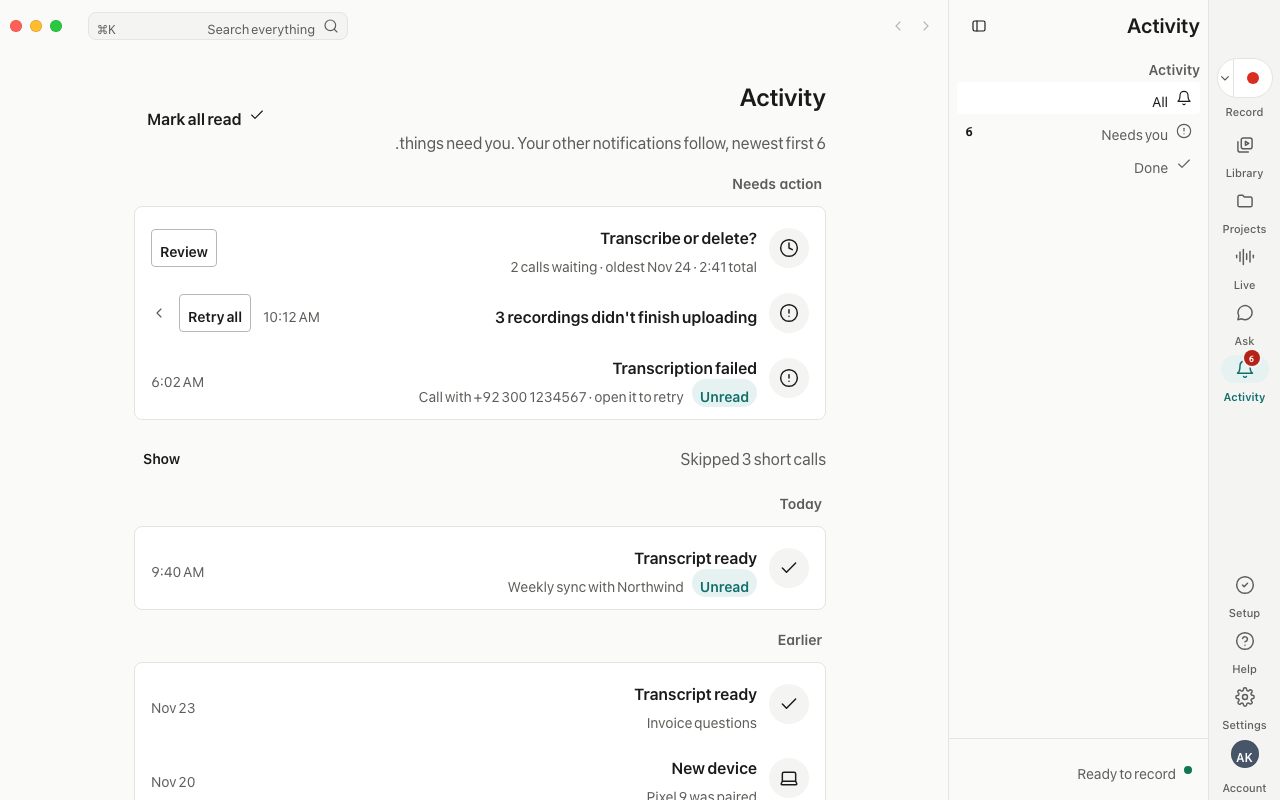 Search everything
⌘K
Activity
Activity
All
Needs you
6
Done
Ready to record
Record
Library
Projects
Live
Ask
6
Activity
Setup
Help
Settings
AK
Account
Activity
Mark all read
6 things need you. Your other notifications follow, newest first.
Needs action
Transcribe or delete?
2 calls waiting · oldest Nov 24 · 2:41 total
Review
3 recordings didn't finish uploading
10:12 AM
Retry all
Transcription failed
Unread
Call with +92 300 1234567 · open it to retry
6:02 AM
Skipped 3 short calls
Show
Today
Transcript ready
Unread
Weekly sync with Northwind
9:40 AM
Earlier
Transcript ready
Invoice questions
Nov 23
New device
Pixel 9 was paired
Nov 20